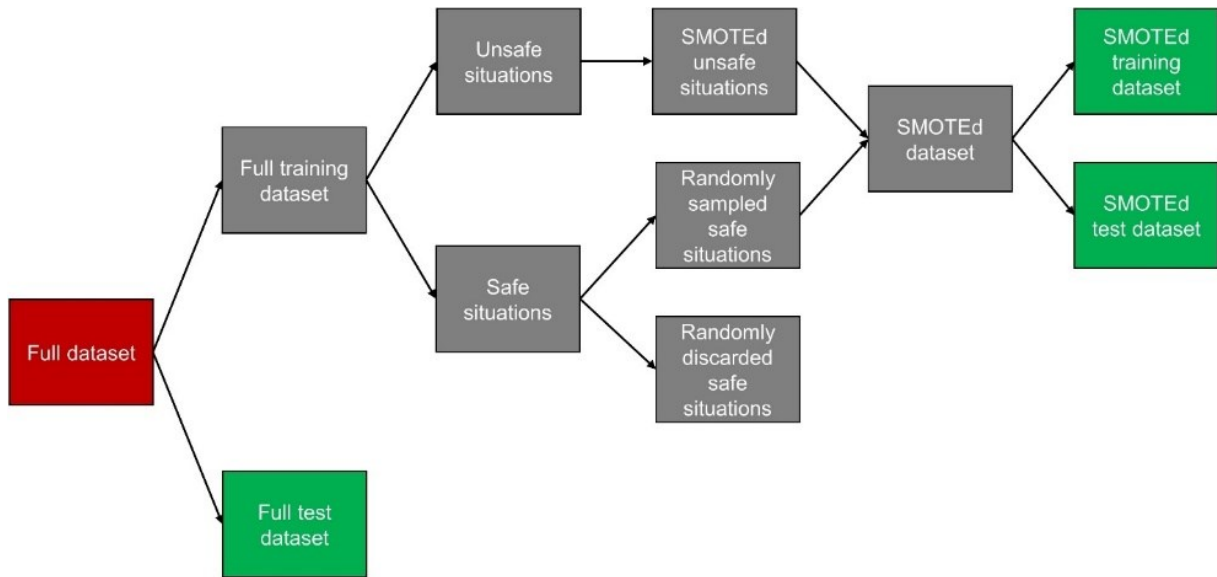 Unsafe
situations
SMOTEd
unsafe
situations
SMOTEd
training
dataset
Full training
dataset
SMOTEd
dataset
Safe
situations
Randomly
sampled
safe
situations
SMOTEd
test dataset
Full dataset
Randomly
discarded
safe
situations
Full test
dataset